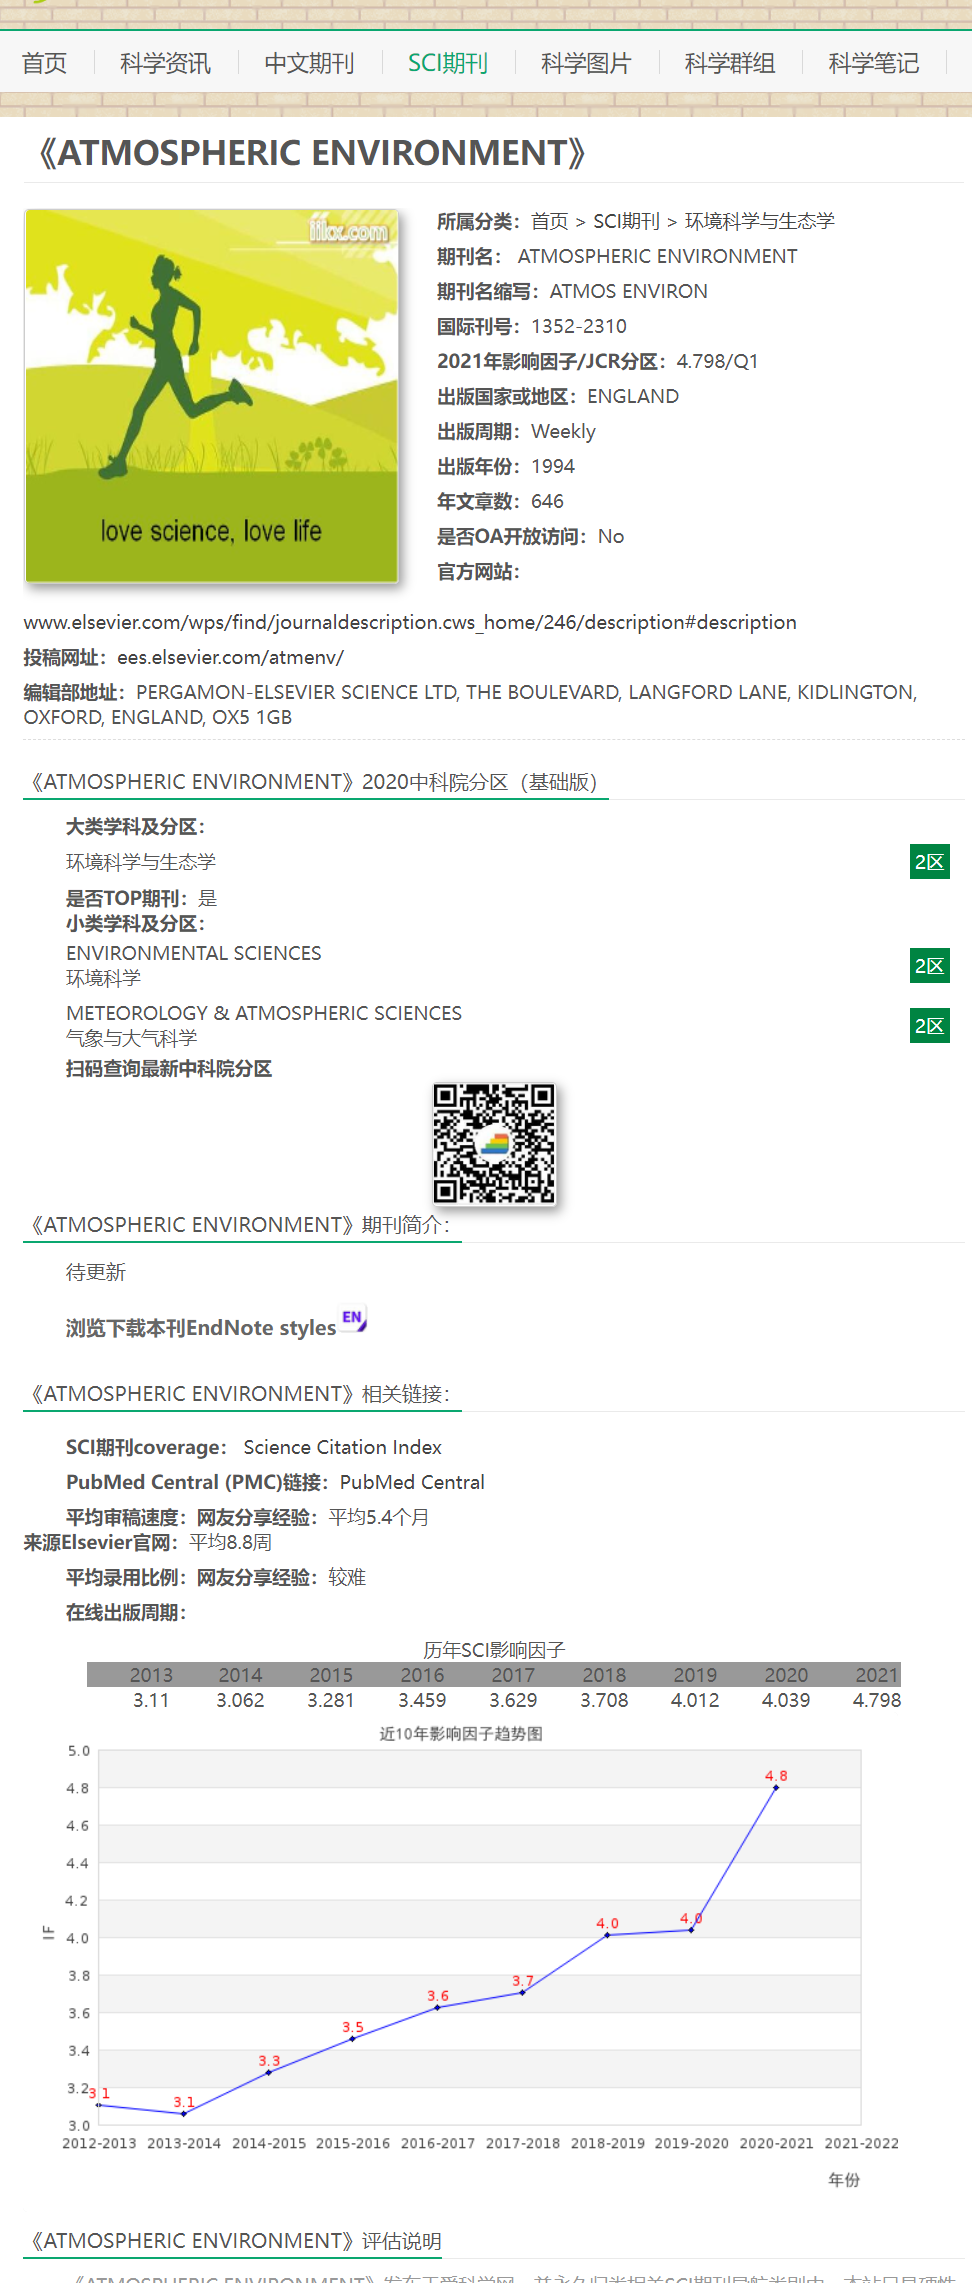 首页 科学资讯 中文期刊 SCI期刊 科学图片 科学群组 科学笔记
《ATMOSPHERIC ENVIRONMENT》
iikx.com
love science, love life
所属分类：首页 > SCI期刊 > 环境科学与生态学
期刊名： ATMOSPHERIC ENVIRONMENT
期刊名缩写：ATMOS ENVIRON
国际刊号：1352-2310
2021年影响因子/JCR分区：4.798/Q1
出版国家或地区：ENGLAND
出版周期：Weekly
出版年份：1994
年文章数：646
是否OA开放访问：No
官方网站：
www.elsevier.com/wps/find/journaldescription.cws_home/246/description#description
投稿网址：ees.elsevier.com/atmenv/
编辑部地址：PERGAMON-ELSEVIER SCIENCE LTD, THE BOULEVARD, LANGFORD LANE, KIDLINGTON,
OXFORD, ENGLAND, OX5 1GB
《ATMOSPHERIC ENVIRONMENT》2020中科院分区（基础版）
大类学科及分区：
环境科学与生态学 2区
是否TOP期刊：是
小类学科及分区：
ENVIRONMENTAL SCIENCES
环境科学 2区
METEOROLOGY & ATMOSPHERIC SCIENCES
气象与大气科学 2区
扫码查询最新中科院分区
《ATMOSPHERIC ENVIRONMENT》期刊简介：
待更新
浏览下载本刊EndNote styles EN
《ATMOSPHERIC ENVIRONMENT》相关链接：
SCI期刊coverage： Science Citation Index
PubMed Central (PMC)链接：PubMed Central
平均审稿速度：网友分享经验：平均5.4个月
来源Elsevier官网：平均8.8周
平均录用比例：网友分享经验：较难
在线出版周期：
历年SCI影响因子
2013 2014 2015 2016 2017 2018 2019 2020 2021
3.11 3.062 3.281 3.459 3.629 3.708 4.012 4.039 4.798
近10年影响因子趋势图
5.0
4.8
4.6
4.4
4.2
4.0
3.8
3.6
3.4
3.2
3.0
IF
3.1 3.1 3.3 3.5 3.6 3.7 4.0 4.0 4.8
2012-2013 2013-2014 2014-2015 2015-2016 2016-2017 2017-2018 2018-2019 2019-2020 2020-2021 2021-2022
年份
《ATMOSPHERIC ENVIRONMENT》评估说明